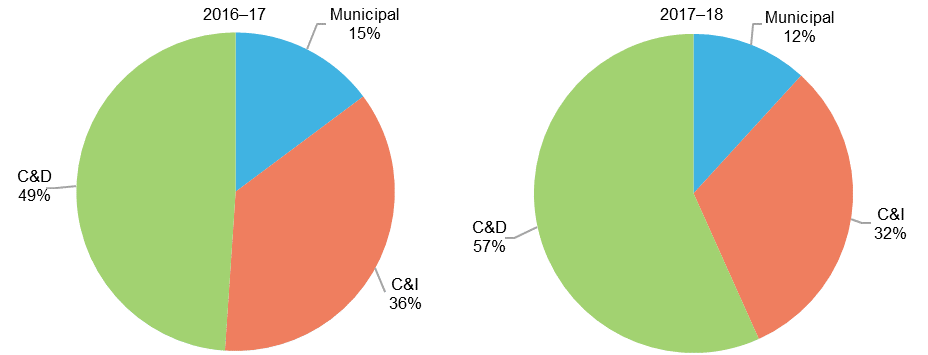 2016–17
Municipal
15%
C&D
49%
C&I
36%
2017–18
Municipal
12%
C&D
57%
C&I
32%